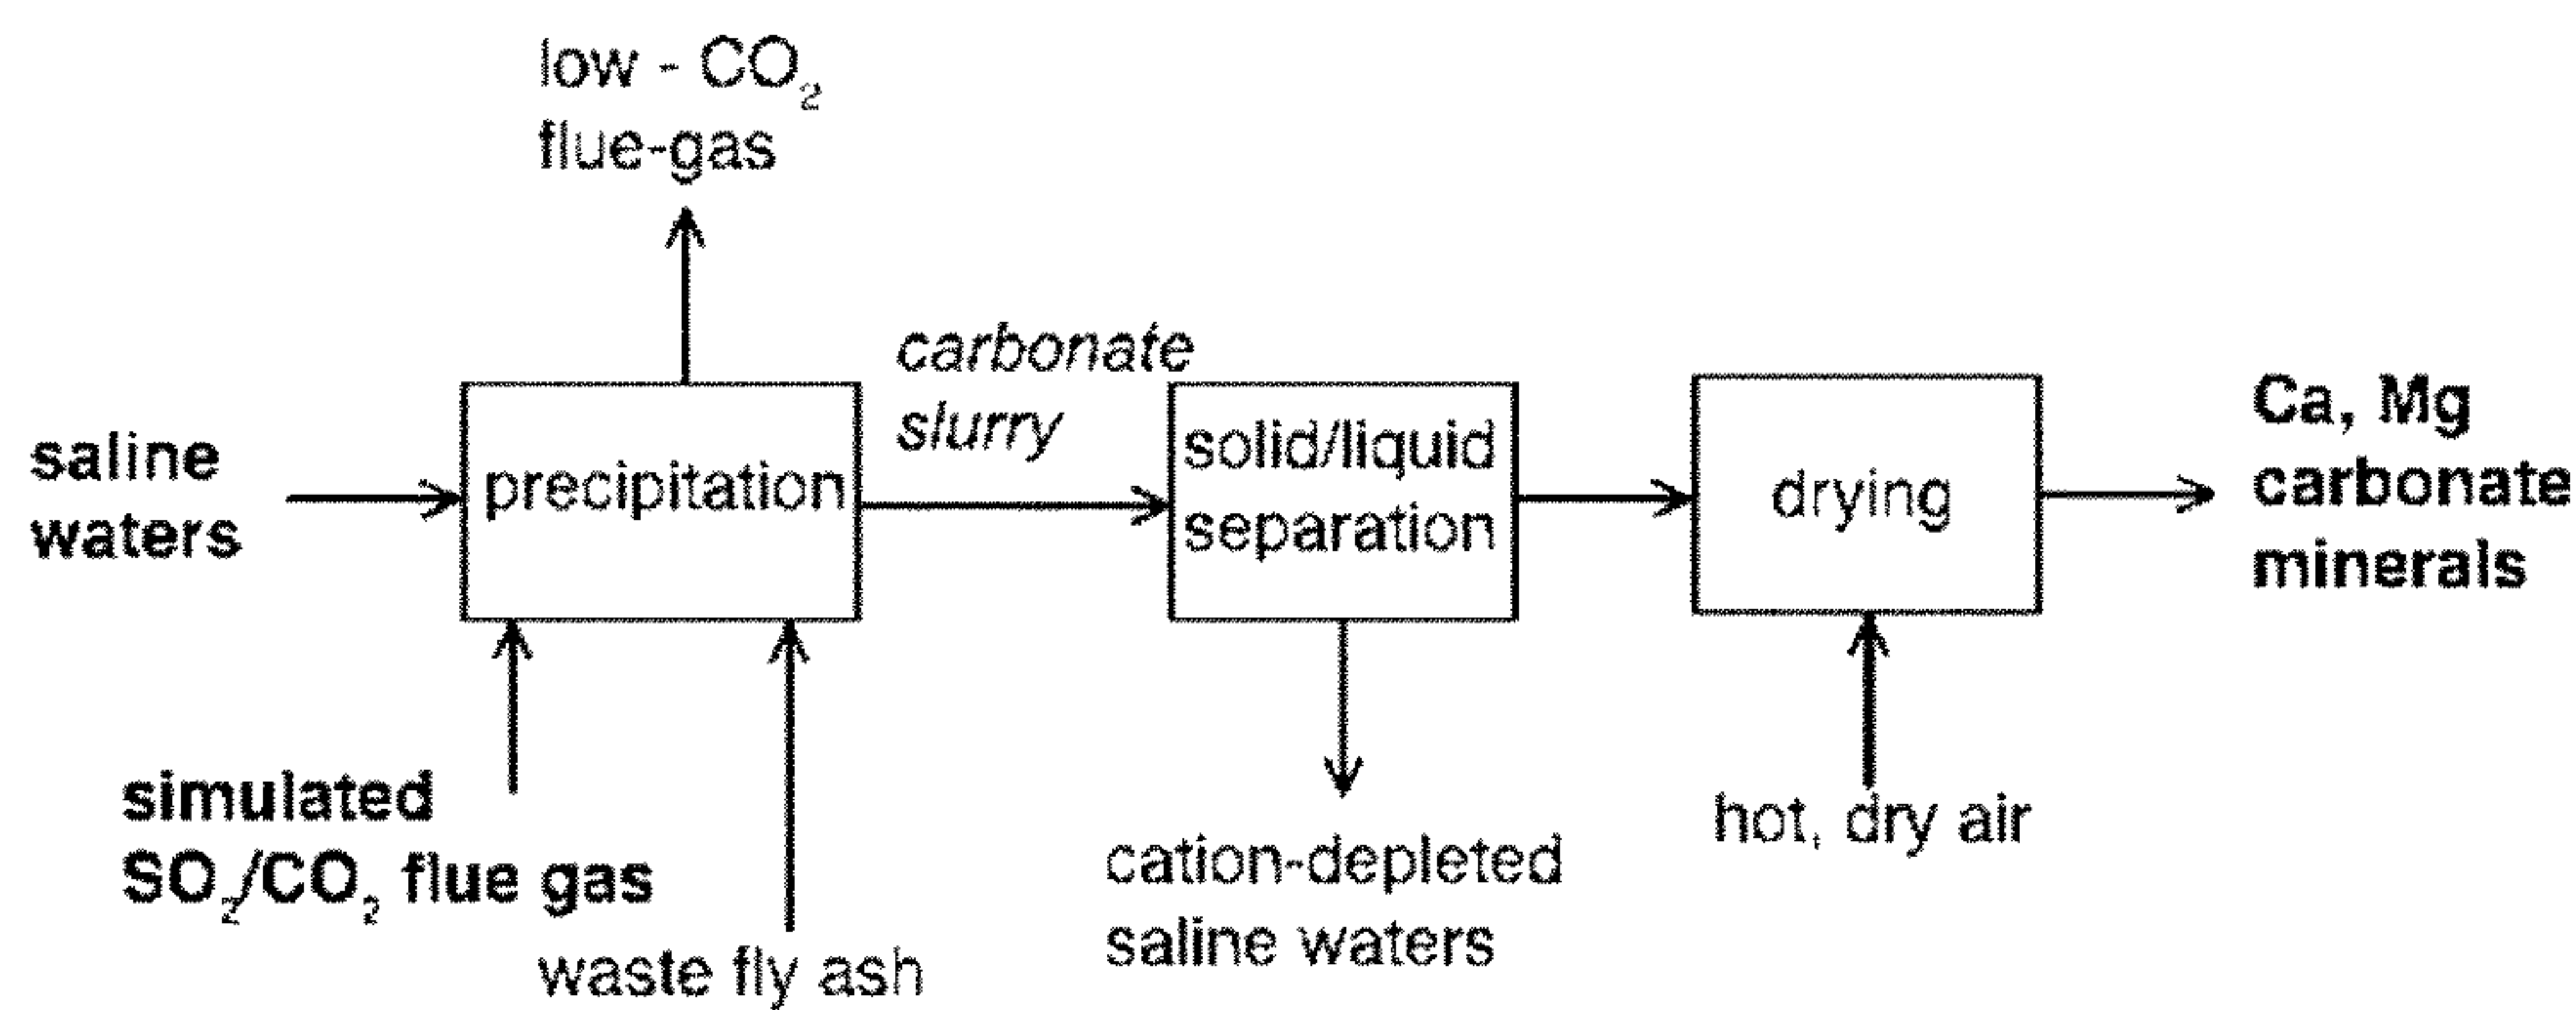 low - CO₂
flue-gas
saline
waters
precipitation
carbonate
slurry
solid/liquid
separation
drying
Ca, Mg
carbonate
minerals
simulated
SO₂/CO₂ flue gas
waste fly ash
cation-depleted
saline waters
hot, dry air